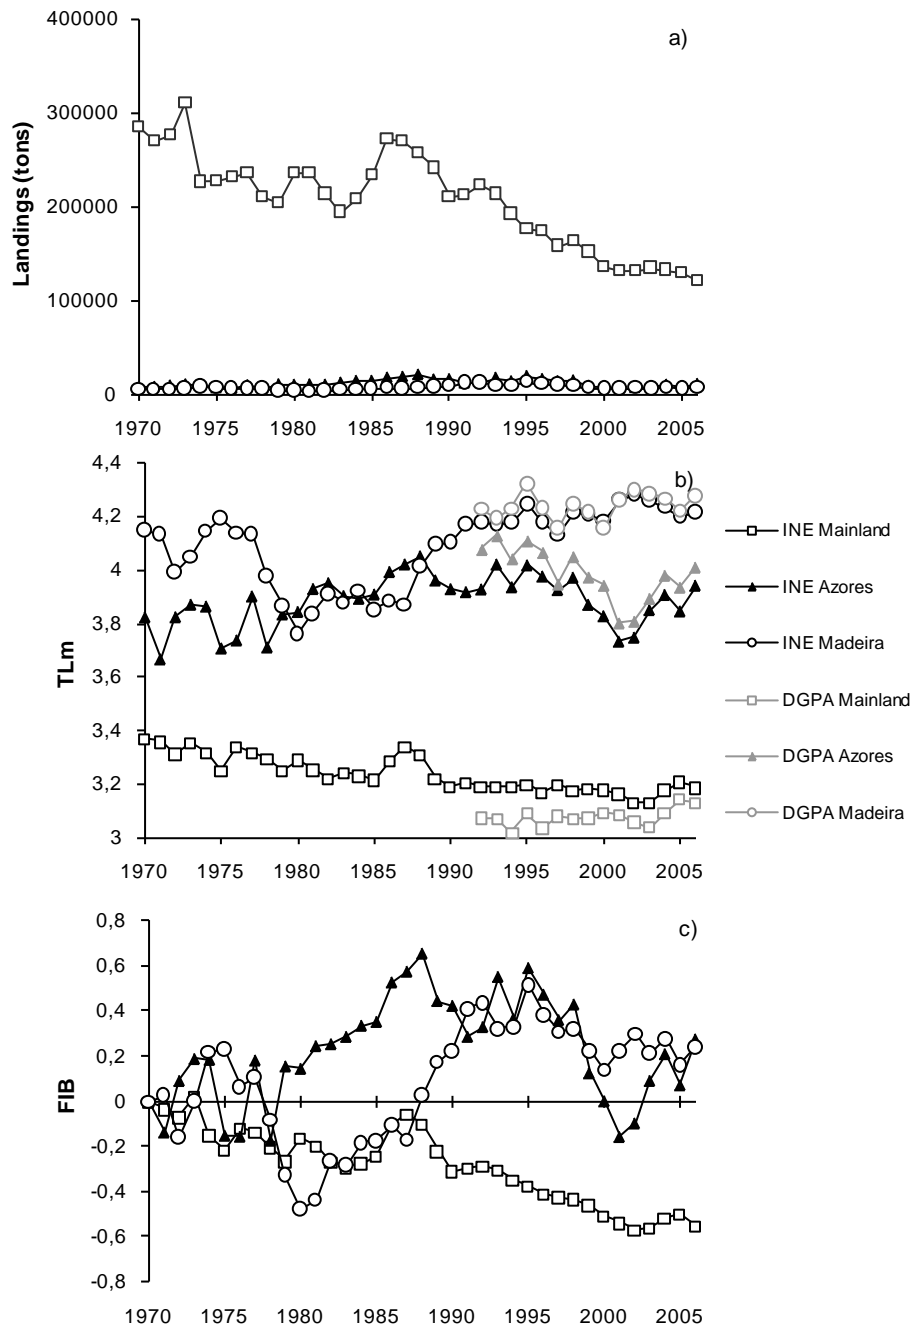 a)
400000
300000
200000
100000
0
Landings (tons)
1970 1975 1980 1985 1990 1995 2000 2005
b)
4,4
4,2
4
3,8
3,6
3,4
3,2
3
TLm
1970 1975 1980 1985 1990 1995 2000 2005
INE Mainland
INE Azores
INE Madeira
DGPA Mainland
DGPA Azores
DGPA Madeira
c)
0,8
0,6
0,4
0,2
0
-0,2
-0,4
-0,6
-0,8
FIB
1970 1975 1980 1985 1990 1995 2000 2005